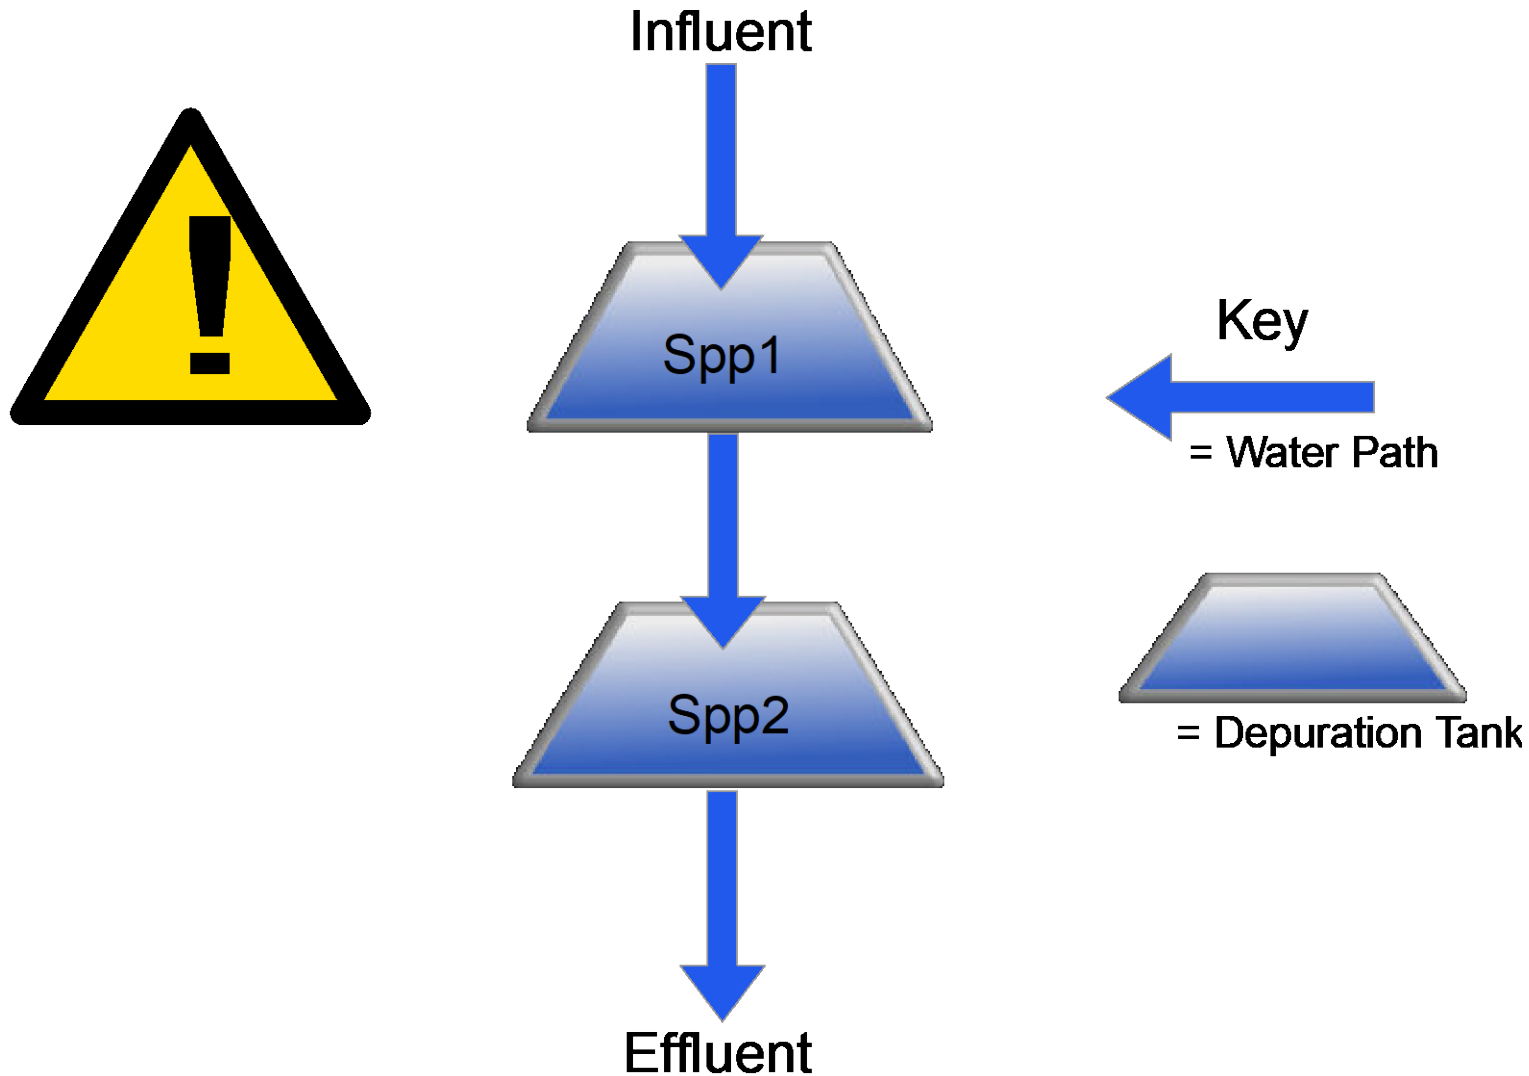 Influent
!
Spp1
Key
= Water Path
Spp2
= Depuration Tank
Effluent